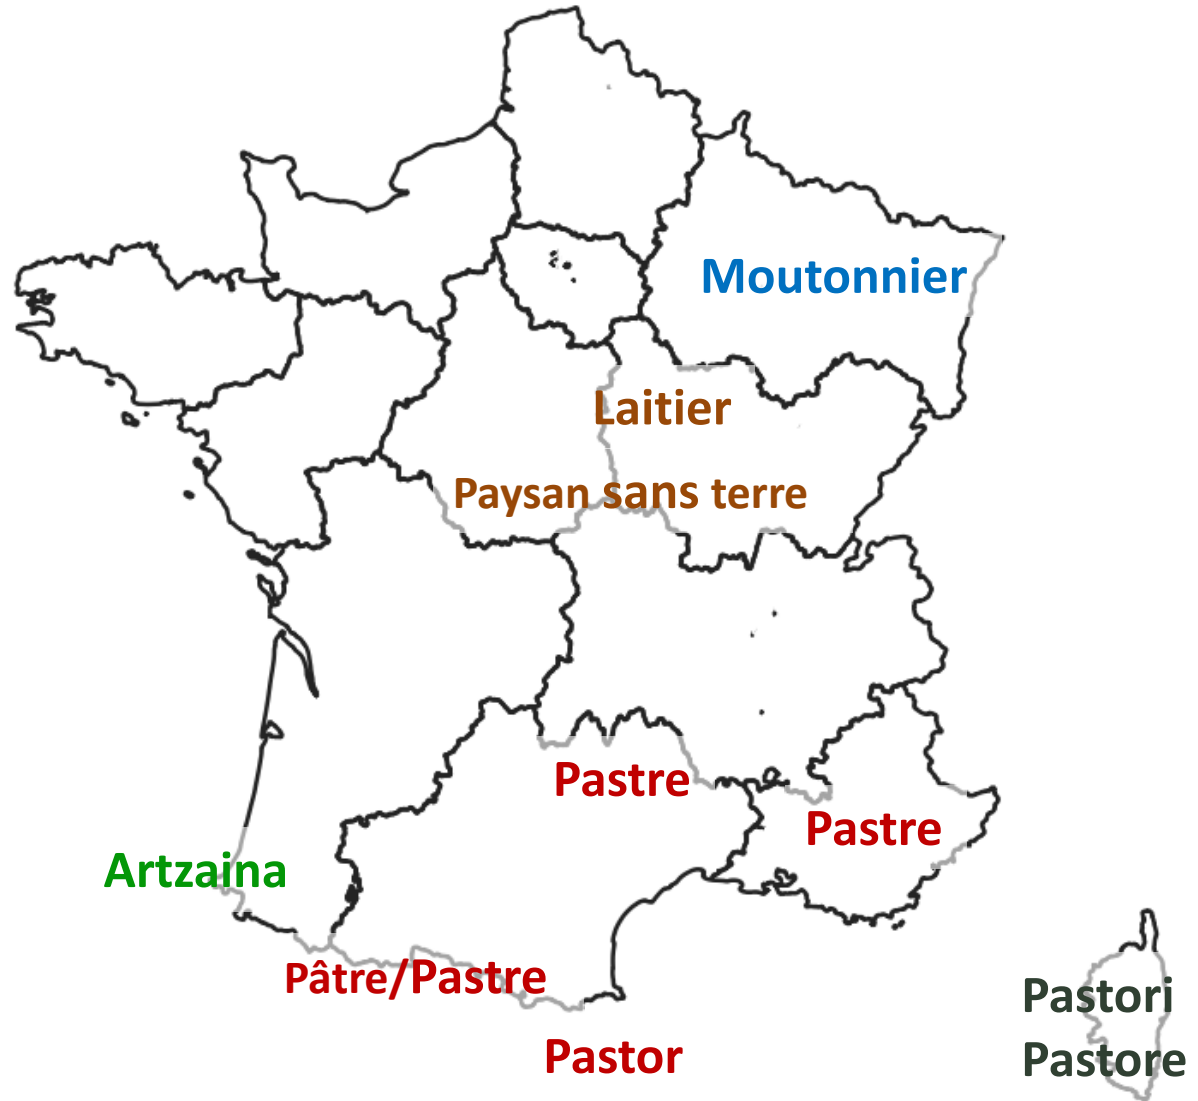 Moutonnier
Laitier
Paysan sans terre
Pastre
Pastre
Artzaina
Pâtre/Pastre
Pastor
Pastori
Pastore